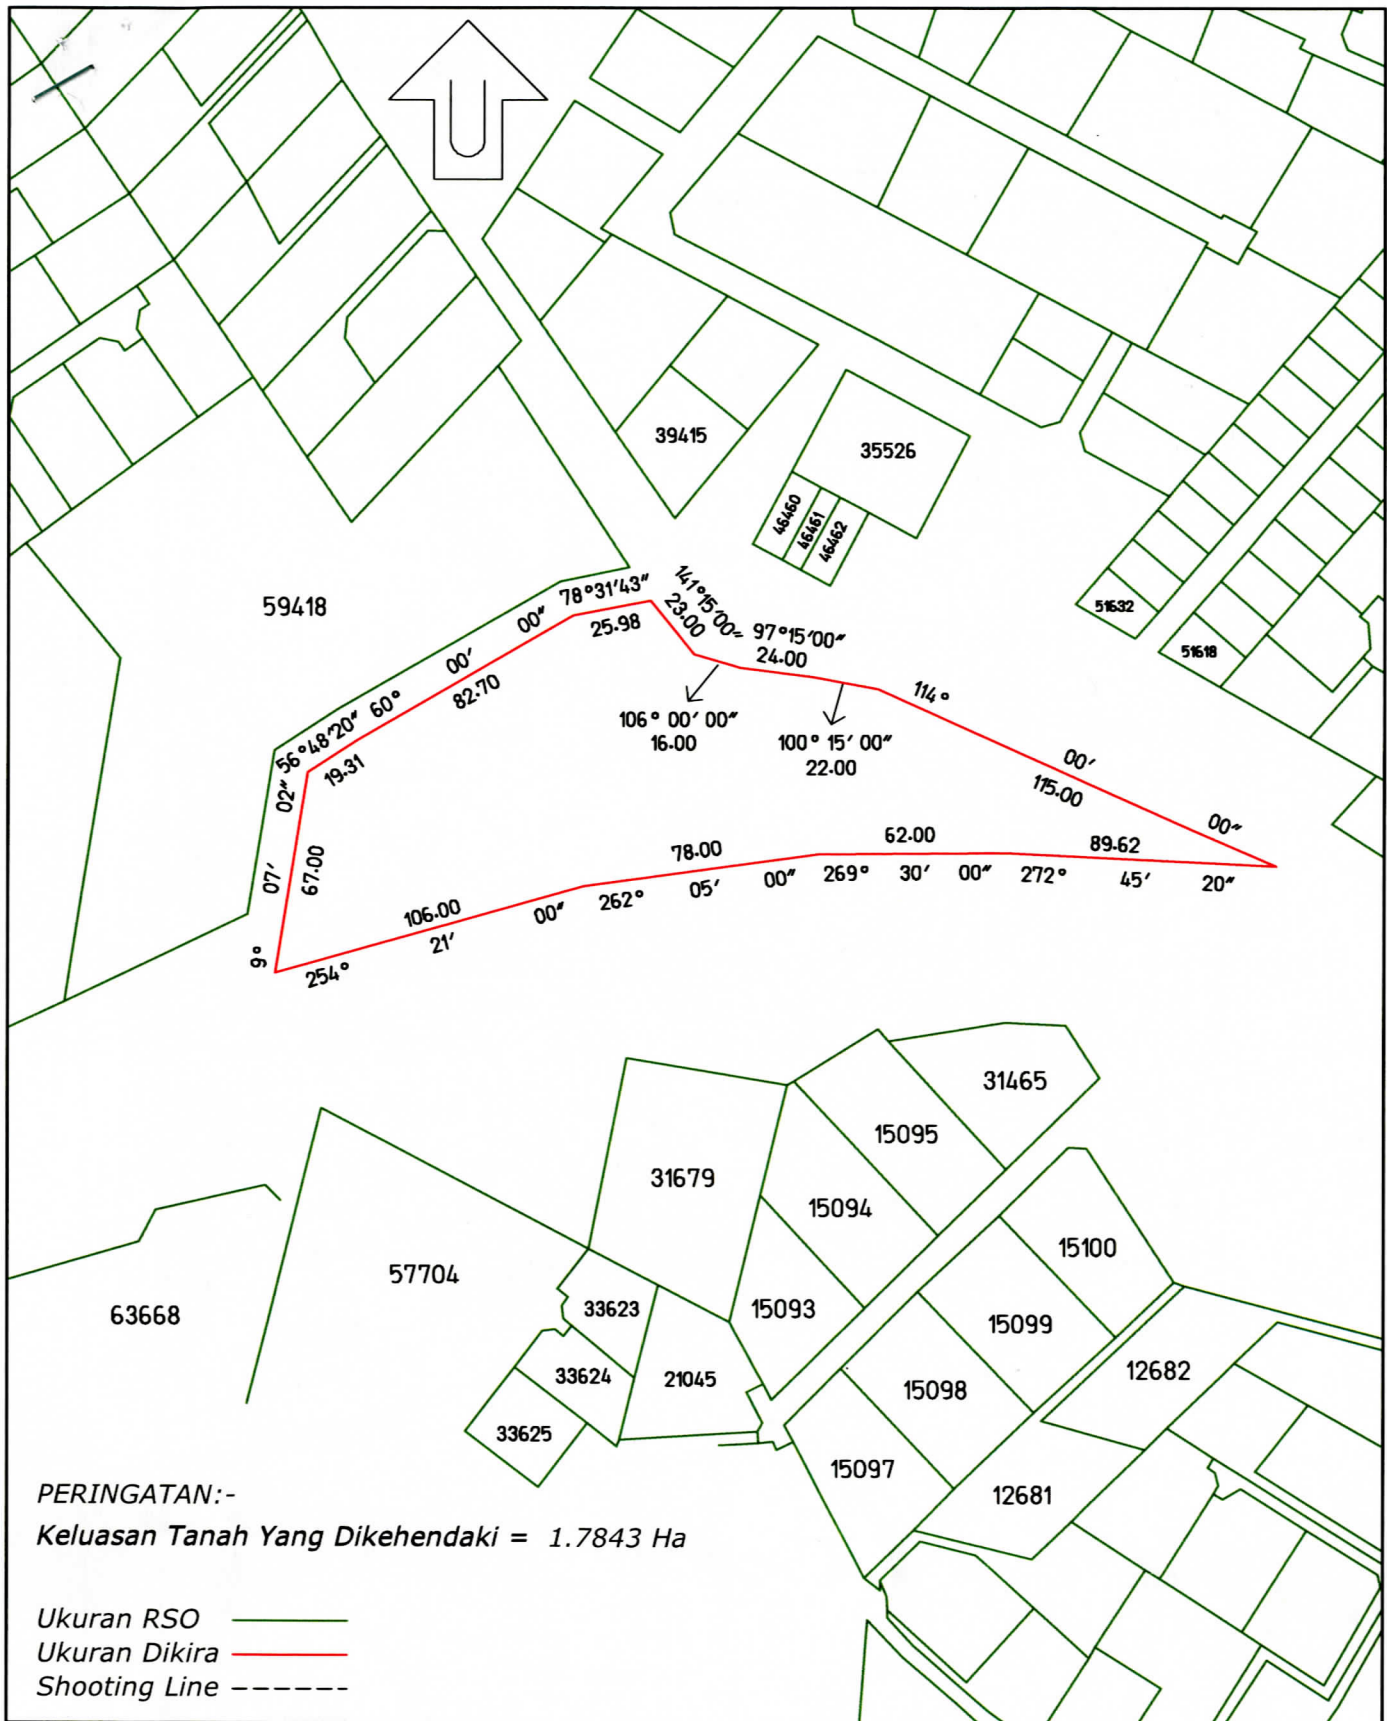 U
39415
35526
46460
46461
46462
59418
51632
51618
78°31'43"
25.98
141°15'00"
23.00
97°15'00"
24.00
60° 00' 00"
82.70
56°48'20"
19.31
106° 00' 00"
16.00
100° 15' 00"
22.00
114° 00' 00"
115.00
9° 07' 02"
67.00
78.00
62.00
89.62
106.00
254° 21' 00"
262° 05' 00"
269° 30' 00"
272° 45' 20"
31465
15095
31679
15094
15100
57704
63668
33623
15093
15099
33624
21045
15098
12682
33625
15097
12681
PERINGATAN:-
Keluasan Tanah Yang Dikehendaki = 1.7843 Ha
Ukuran RSO
Ukuran Dikira
Shooting Line